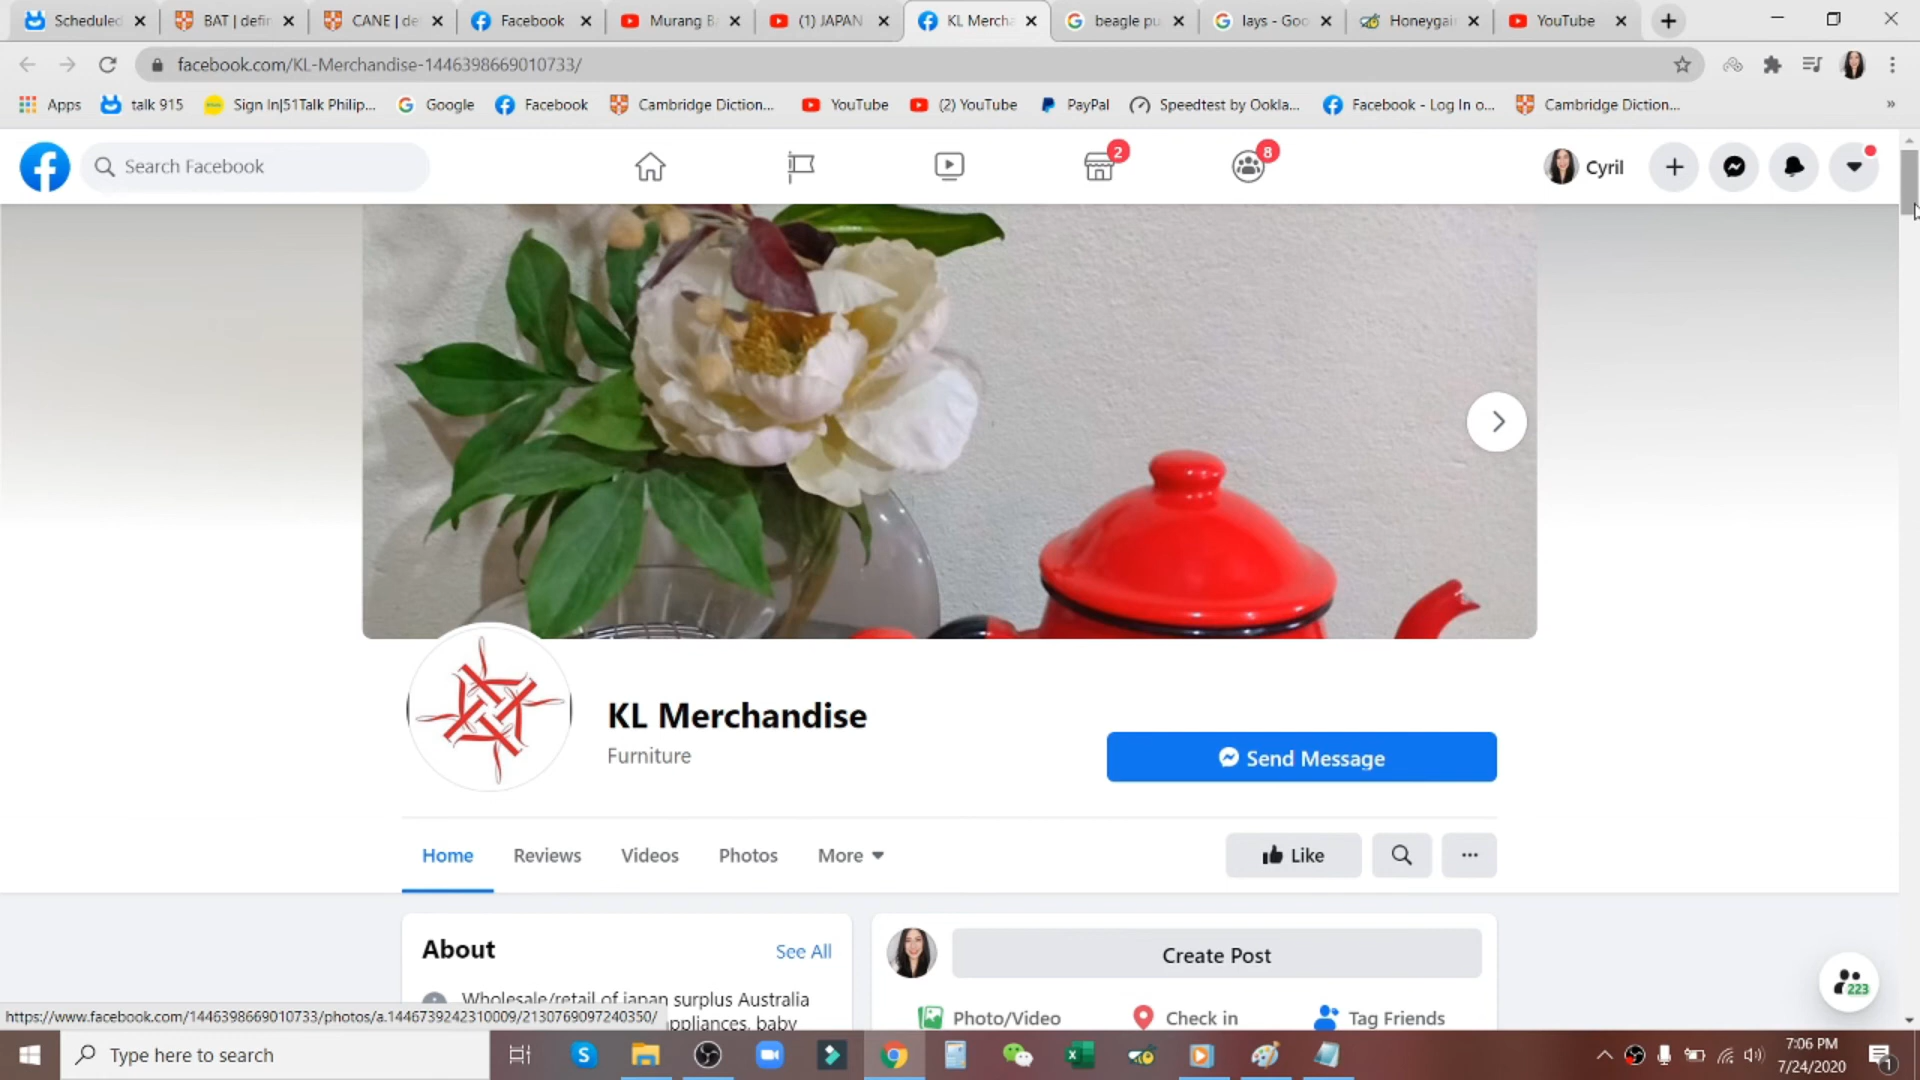 Scheduled
BAT | defin
CANE | de
Facebook
Murang B
(1) JAPAN
KL Mercha
beagle pu
lays - Goo
Honeygai
YouTube
facebook.com/KL-Merchandise-1446398669010733/
Apps
talk 915
Sign In|51Talk Philip...
Google
Facebook
Cambridge Diction...
YouTube
(2) YouTube
PayPal
Speedtest by Ookla...
Facebook - Log In o...
Cambridge Diction...
Search Facebook
2
8
Cyril
KL Merchandise
Furniture
Send Message
Home
Reviews
Videos
Photos
More
Like
About
See All
Create Post
Wholesale/retail of japan surplus Australia
ppliances, baby
Photo/Video
Check in
Tag Friends
223
https://www.facebook.com/1446398669010733/photos/a.1446739242310009/2130769097240350/
Type here to search
7:06 PM
7/24/2020
1